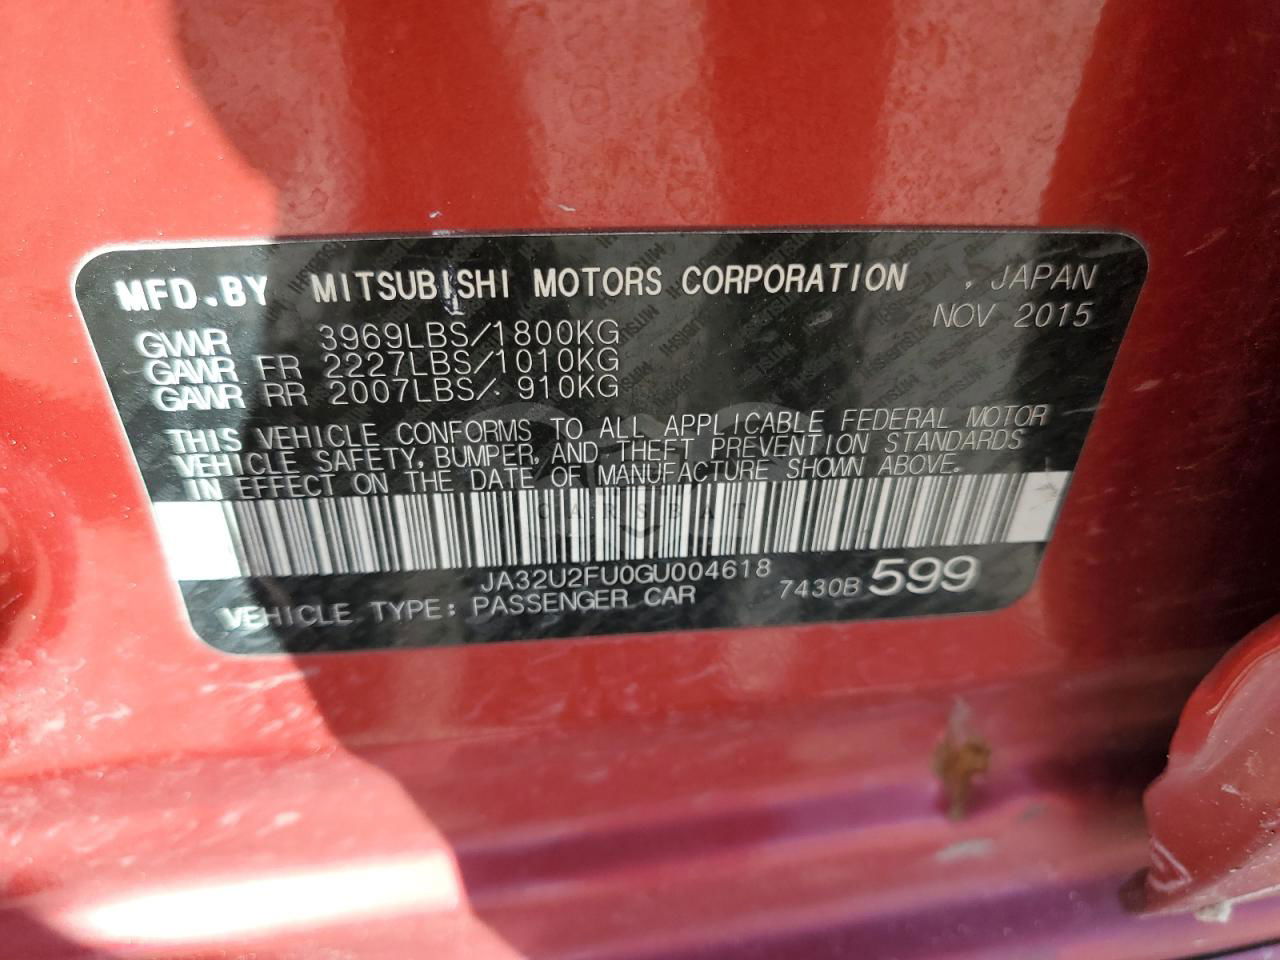 MFD.BY MITSUBISHI MOTORS CORPORATION , JAPAN
NOV 2015
GVWR 3969LBS/1800KG
GAWR FR 2227LBS/1010KG
GAWR RR 2007LBS/ 910KG
THIS VEHICLE CONFORMS TO ALL APPLICABLE FEDERAL MOTOR
VEHICLE SAFETY, BUMPER, AND THEFT PREVENTION STANDARDS
IN EFFECT ON THE DATE OF MANUFACTURE SHOWN ABOVE.
CARSBAT
JA32U2FU0GU004618
VEHICLE TYPE: PASSENGER CAR 7430B 599